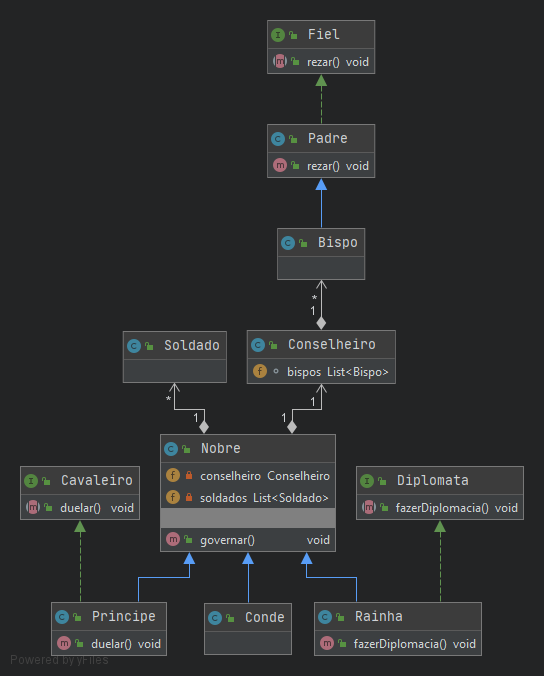 Fiel
rezar() void
Padre
rezar() void
Bispo
*
1
Soldado
Conselheiro
bispos List<Bispo>
*
1
1
1
Nobre
conselheiro Conselheiro
soldados List<Soldado>
governar() void
Cavaleiro
duelar() void
Diplomata
fazerDiplomacia() void
Principe
duelar() void
Conde
Rainha
fazerDiplomacia() void
Powered by yFiles